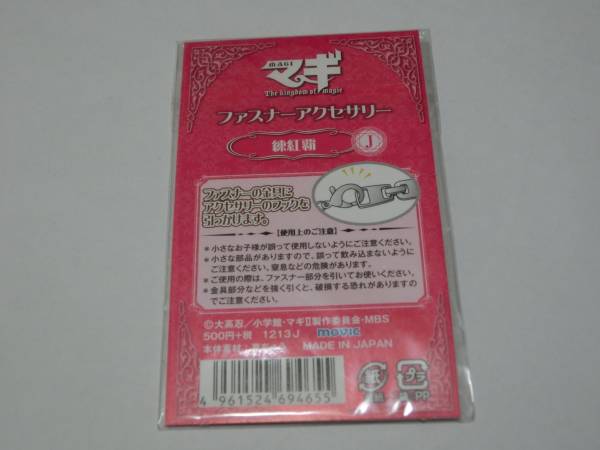 MAGI
マギ
The kingdom of magic
ファスナーアクセサリー
練紅覇
J
ファスナーの金具に
アクセサリーのフックを
引っかけます。
【使用上のご注意】
●小さなお子様が誤って使用しないようにご注意ください。
●小さな部品がありますので、誤って飲み込まないように
ご注意ください。窒息などの危険があります。
●ご使用の際は、ファスナー部分を引いてお使いください。
●金具部分などを強く引くと、破損する恐れがありますの
でご注意ください。
©大高忍/小学館・マギⅡ製作委員会・MBS
500円+税 1213J movic
本体素材 MADE IN JAPAN
紙
プラ
PP
4 961524 694655